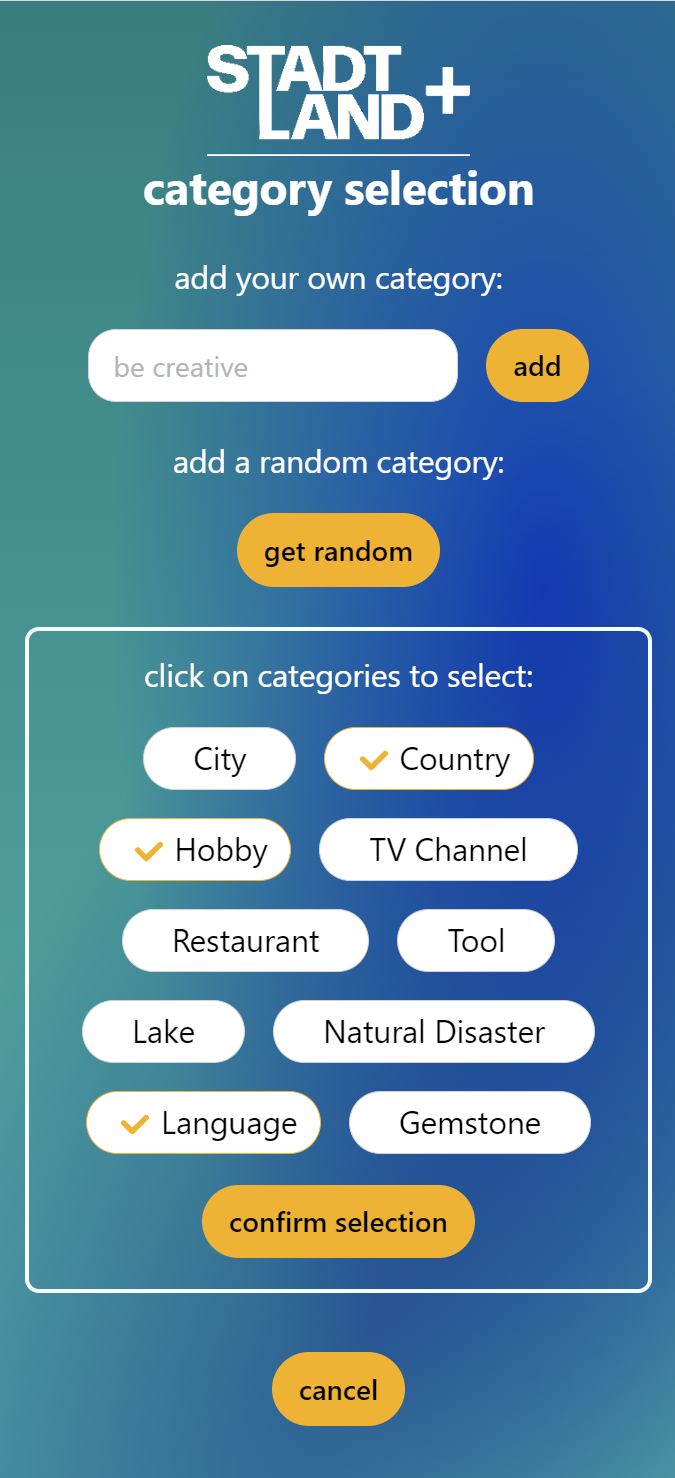 STADT
LAND+
category selection
add your own category:
be creative
add
add a random category:
get random
click on categories to select:
City
Country
Hobby
TV Channel
Restaurant
Tool
Lake
Natural Disaster
Language
Gemstone
confirm selection
cancel